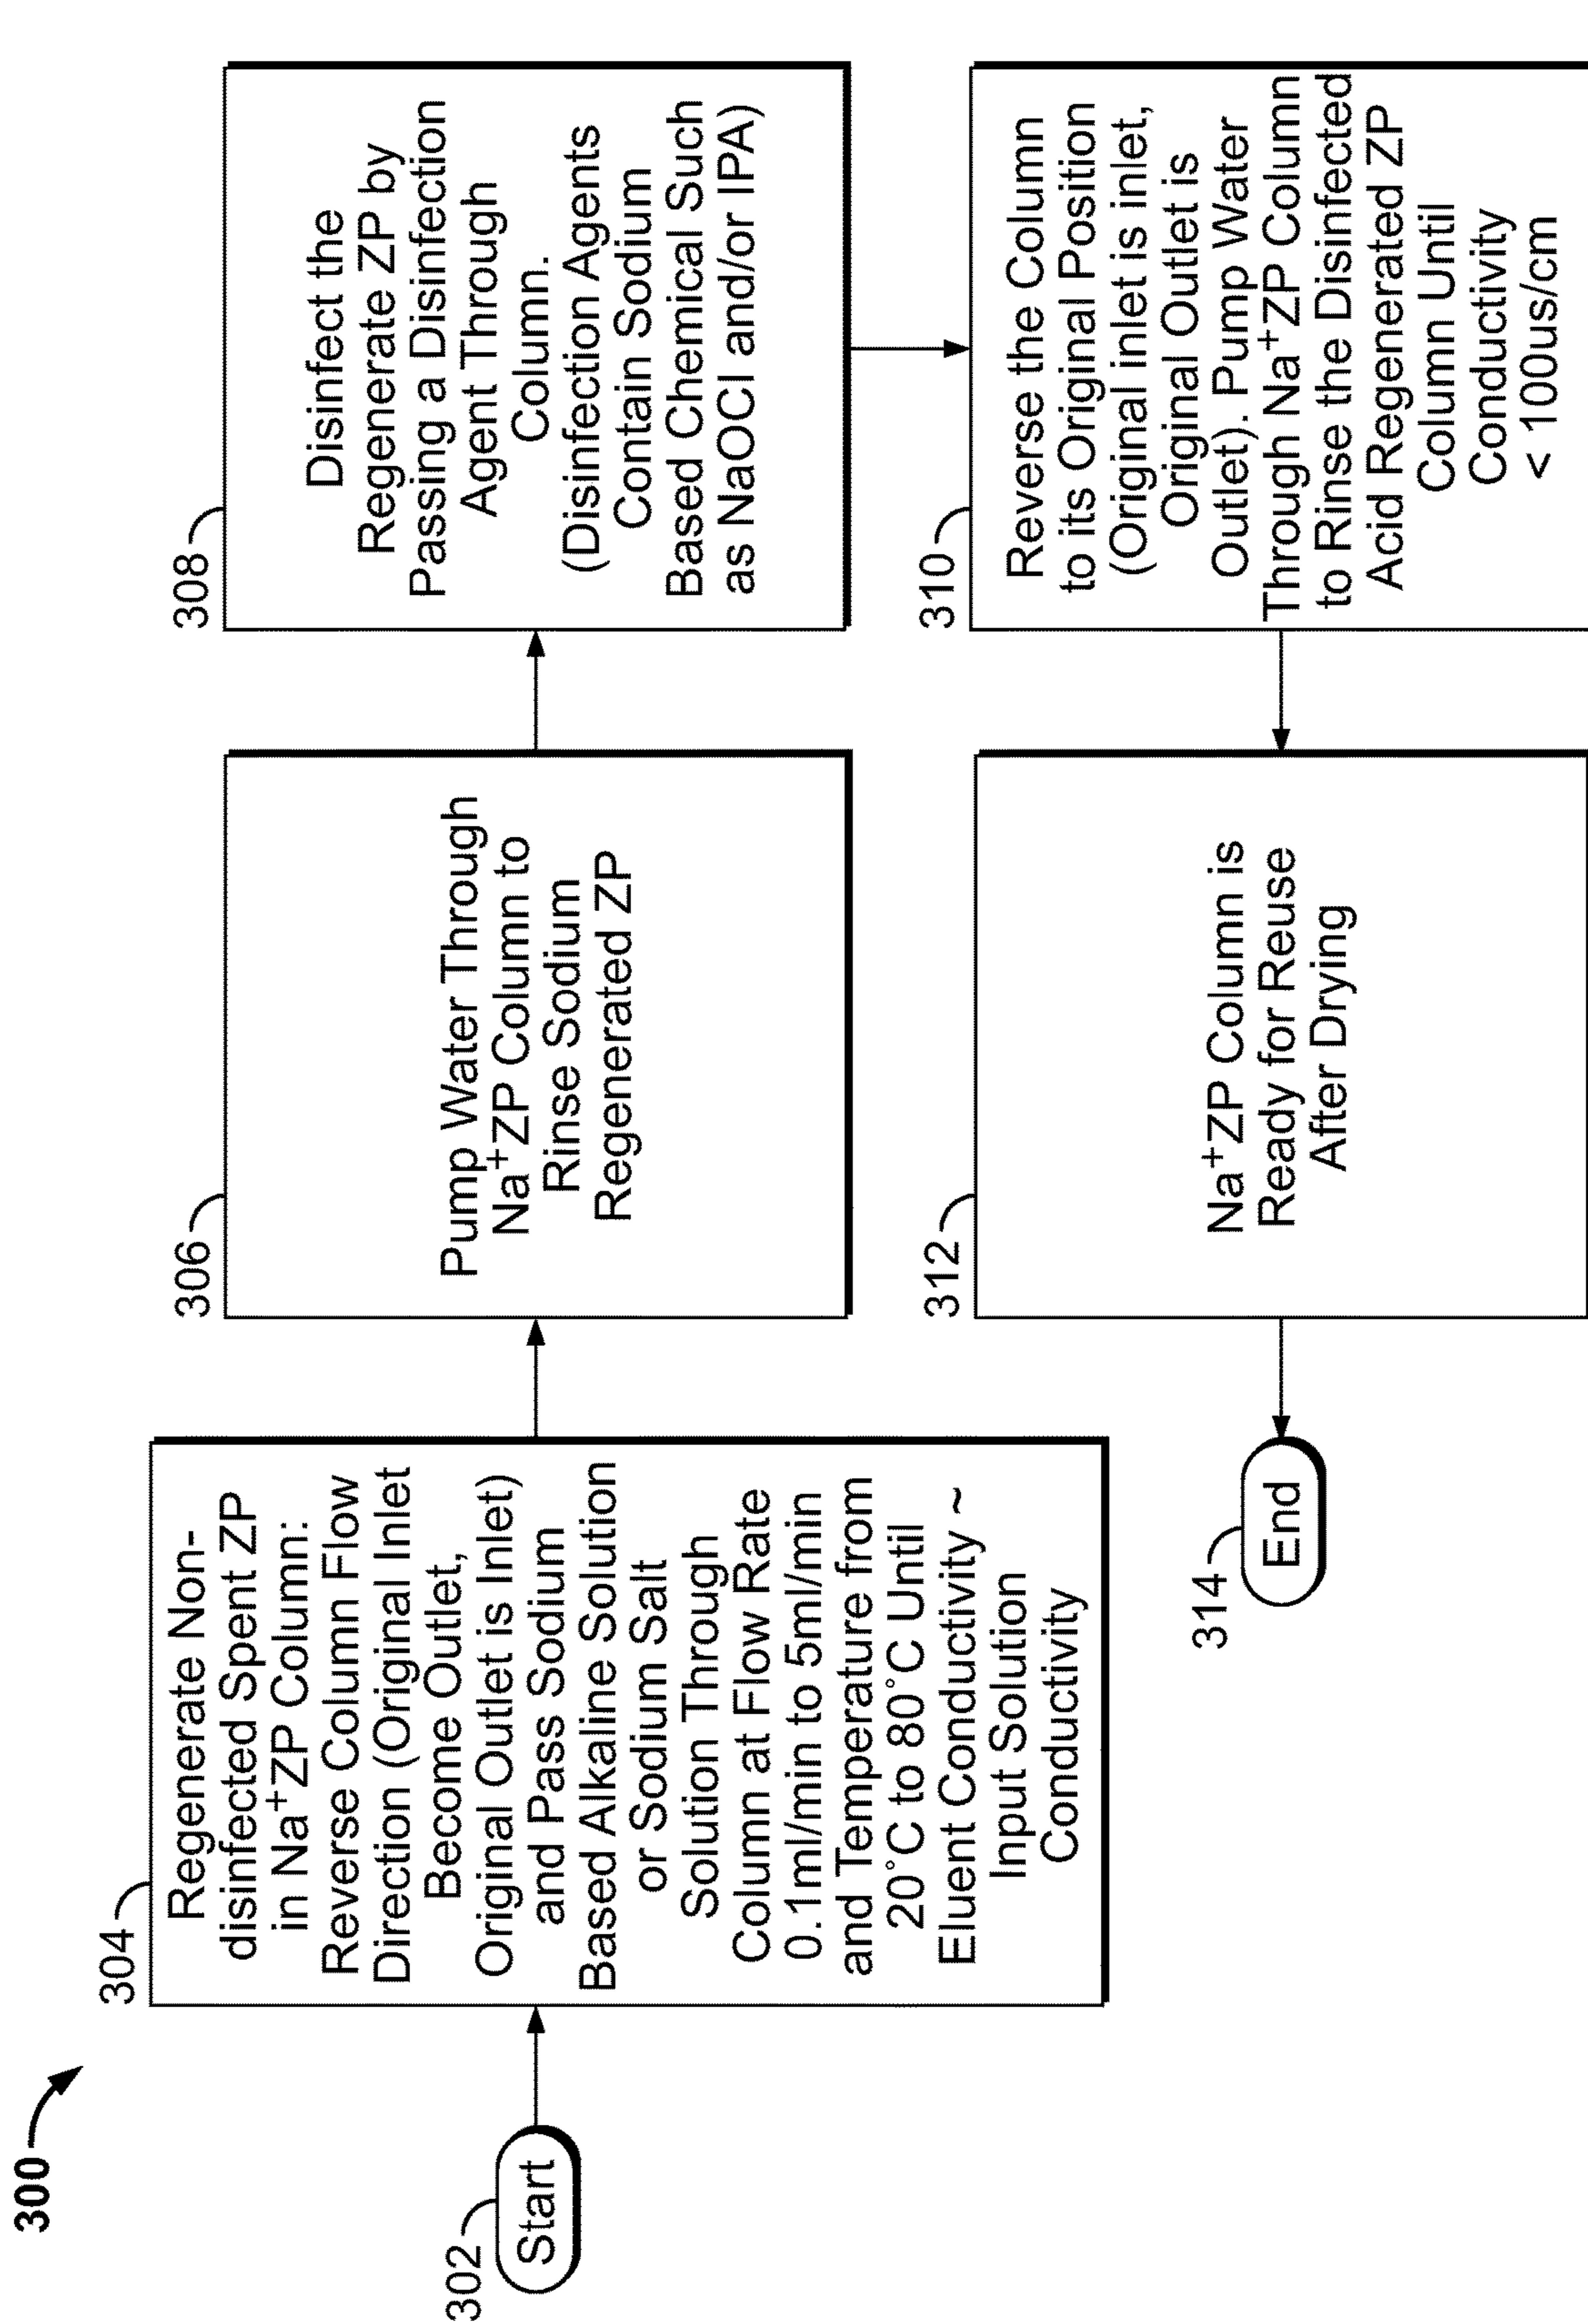 300
302
Start
304
Regenerate Non-
disinfected Spent ZP
in Na⁺ZP Column:
Reverse Column Flow
Direction (Original Inlet
Become Outlet,
Original Outlet is Inlet)
and Pass Sodium
Based Alkaline Solution
or Sodium Salt
Solution Through
Column at Flow Rate
0.1ml/min to 5ml/min
and Temperature from
20°C to 80°C Until
Eluent Conductivity ~
Input Solution
Conductivity
306
Pump Water Through
Na⁺ZP Column to
Rinse Sodium
Regenerated ZP
308
Disinfect the
Regenerate ZP by
Passing a Disinfection
Agent Through
Column.
(Disinfection Agents
Contain Sodium
Based Chemical Such
as NaOCl and/or IPA)
310
Reverse the Column
to its Original Position
(Original inlet is inlet,
Original Outlet is
Outlet). Pump Water
Through Na⁺ZP Column
to Rinse the Disinfected
Acid Regenerated ZP
Column Until
Conductivity
< 100us/cm
312
Na⁺ZP Column is
Ready for Reuse
After Drying
314
End